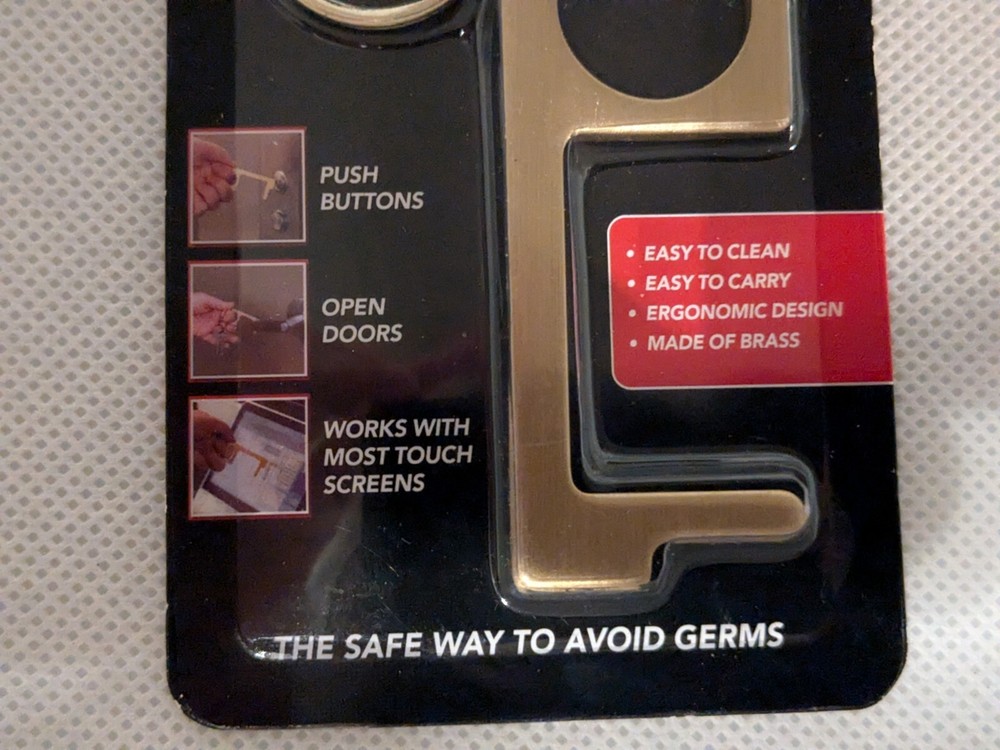 PUSH
BUTTONS
OPEN
DOORS
WORKS WITH
MOST TOUCH
SCREENS
• EASY TO CLEAN
• EASY TO CARRY
• ERGONOMIC DESIGN
• MADE OF BRASS
THE SAFE WAY TO AVOID GERMS